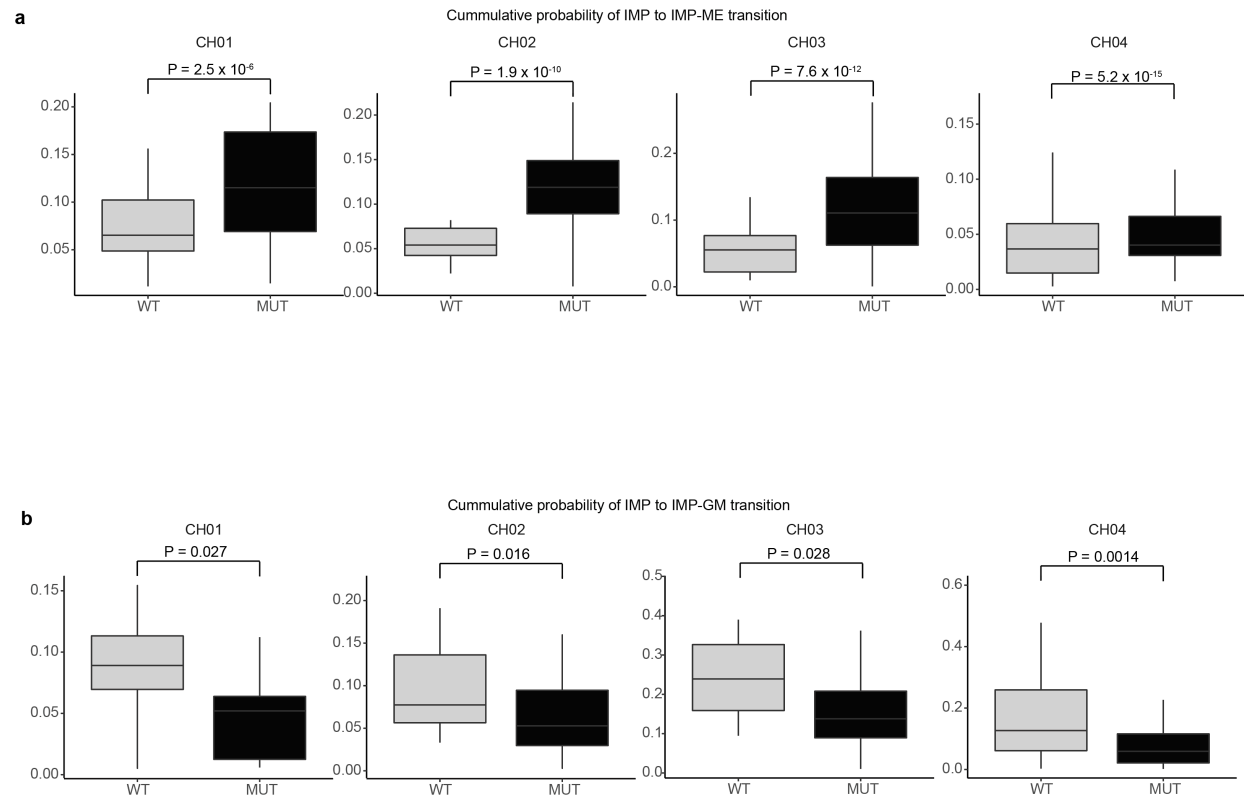 a
Cummulative probability of IMP to IMP-ME transition
CH01 CH02 CH03 CH04
P = 2.5 x 10-6 P = 1.9 x 10-10 P = 7.6 x 10-12 P = 5.2 x 10-15
0.20
0.15
0.10
0.05
WT MUT
0.20
0.15
0.10
0.05
0.00
WT MUT
0.2
0.1
0.0
WT MUT
0.15
0.10
0.05
0.00
WT MUT
b
Cummulative probability of IMP to IMP-GM transition
CH01 CH02 CH03 CH04
P = 0.027 P = 0.016 P = 0.028 P = 0.0014
0.15
0.10
0.05
0.00
WT MUT
0.20
0.15
0.10
0.05
0.00
WT MUT
0.5
0.4
0.3
0.2
0.1
0.0
WT MUT
0.6
0.4
0.2
0.0
WT MUT